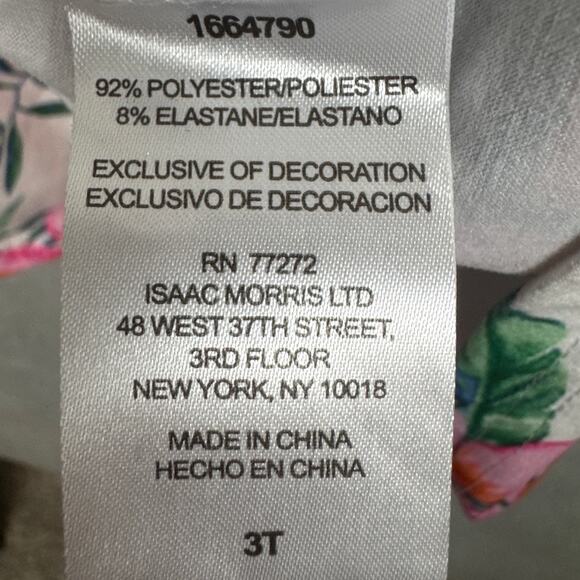 1664790
92% POLYESTER/POLIESTER
8% ELASTANE/ELASTANO
EXCLUSIVE OF DECORATION
EXCLUSIVO DE DECORACION
RN 77272
ISAAC MORRIS LTD
48 WEST 37TH STREET,
3RD FLOOR
NEW YORK, NY 10018
MADE IN CHINA
HECHO EN CHINA
3T